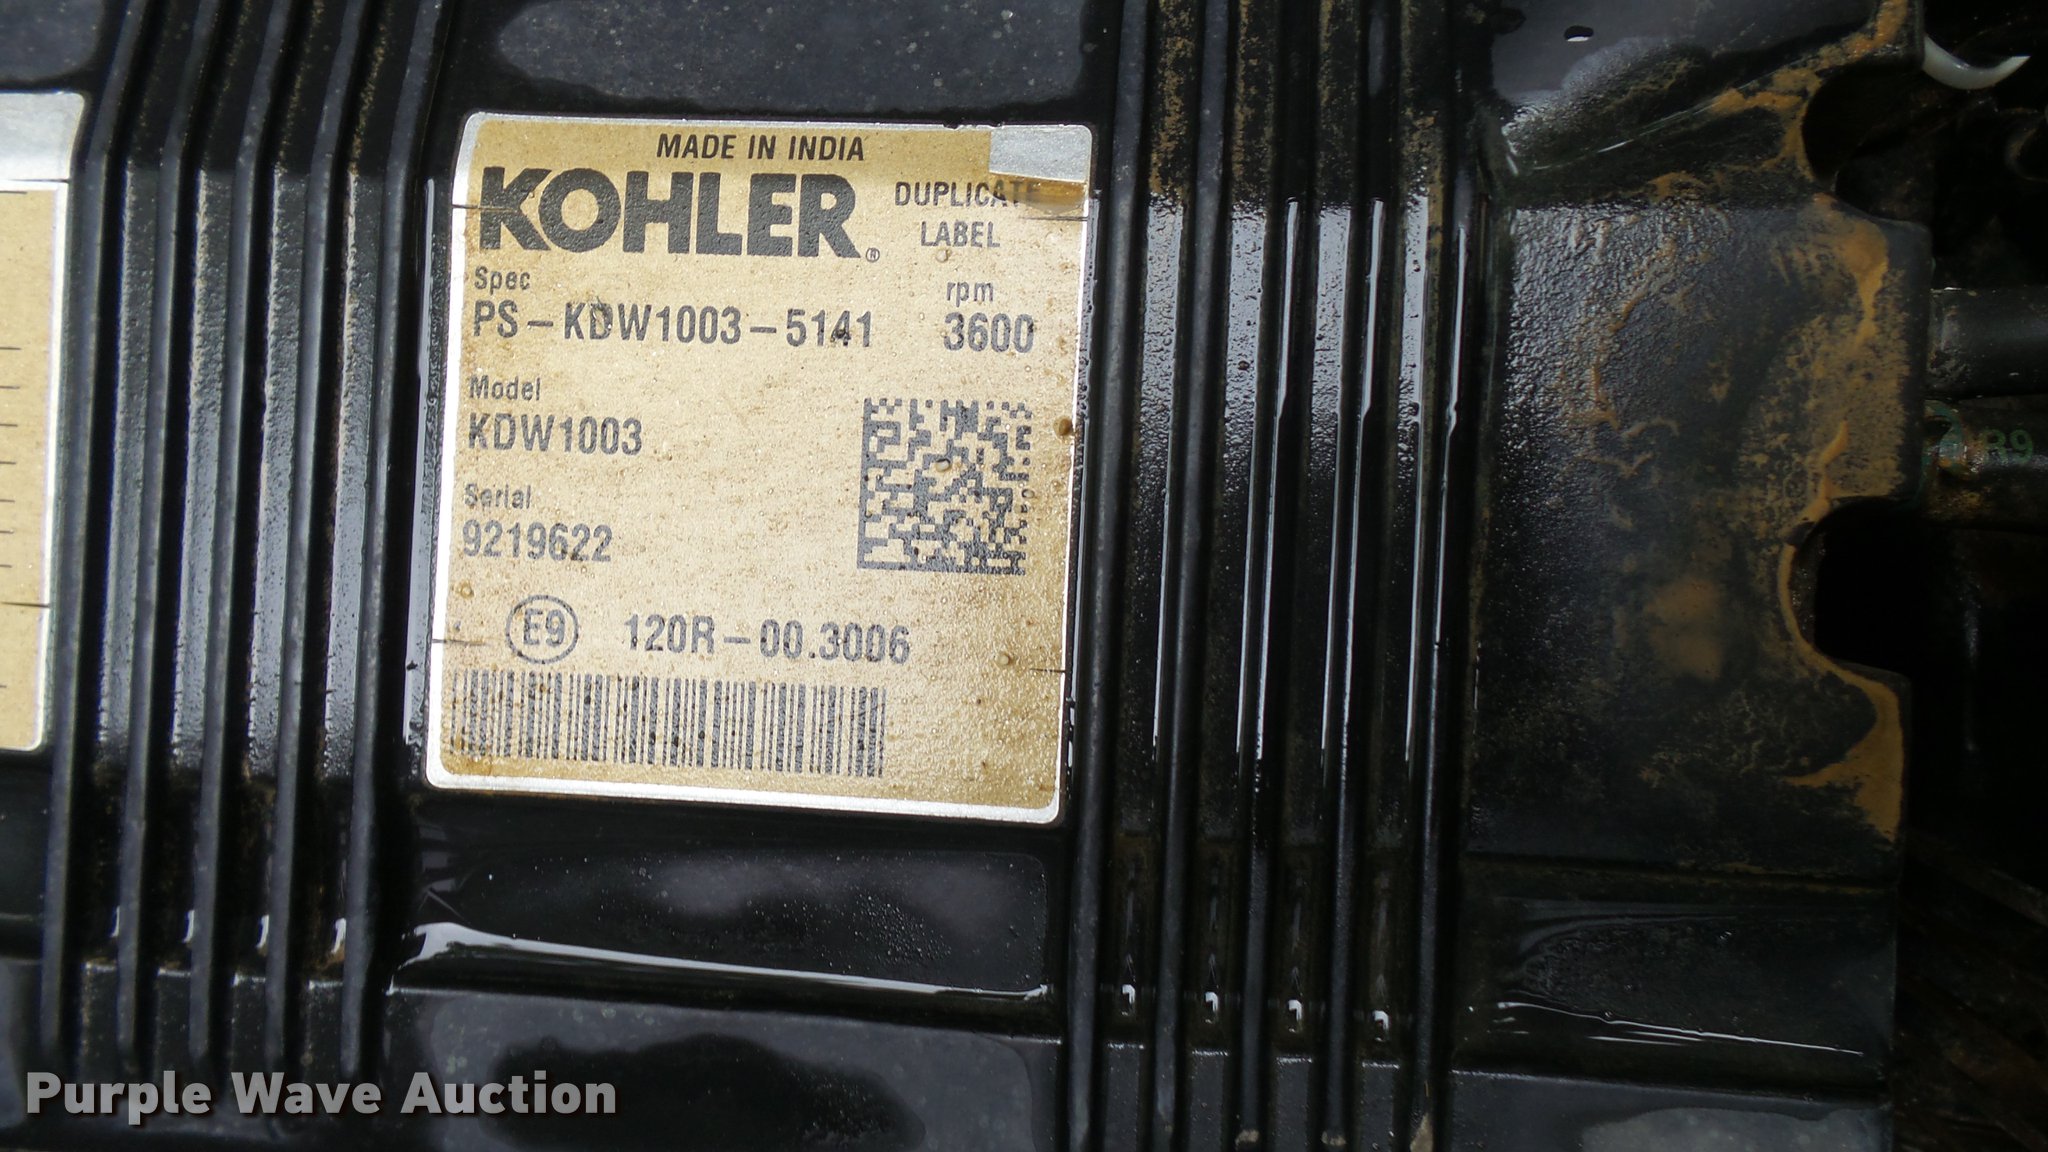 MADE IN INDIA
KOHLER®
DUPLICATE
LABEL
Spec
PS-KDW1003-5141
rpm
3600
Model
KDW1003
Serial
9219622
E9 120R-00.3006
R9
Purple Wave Auction